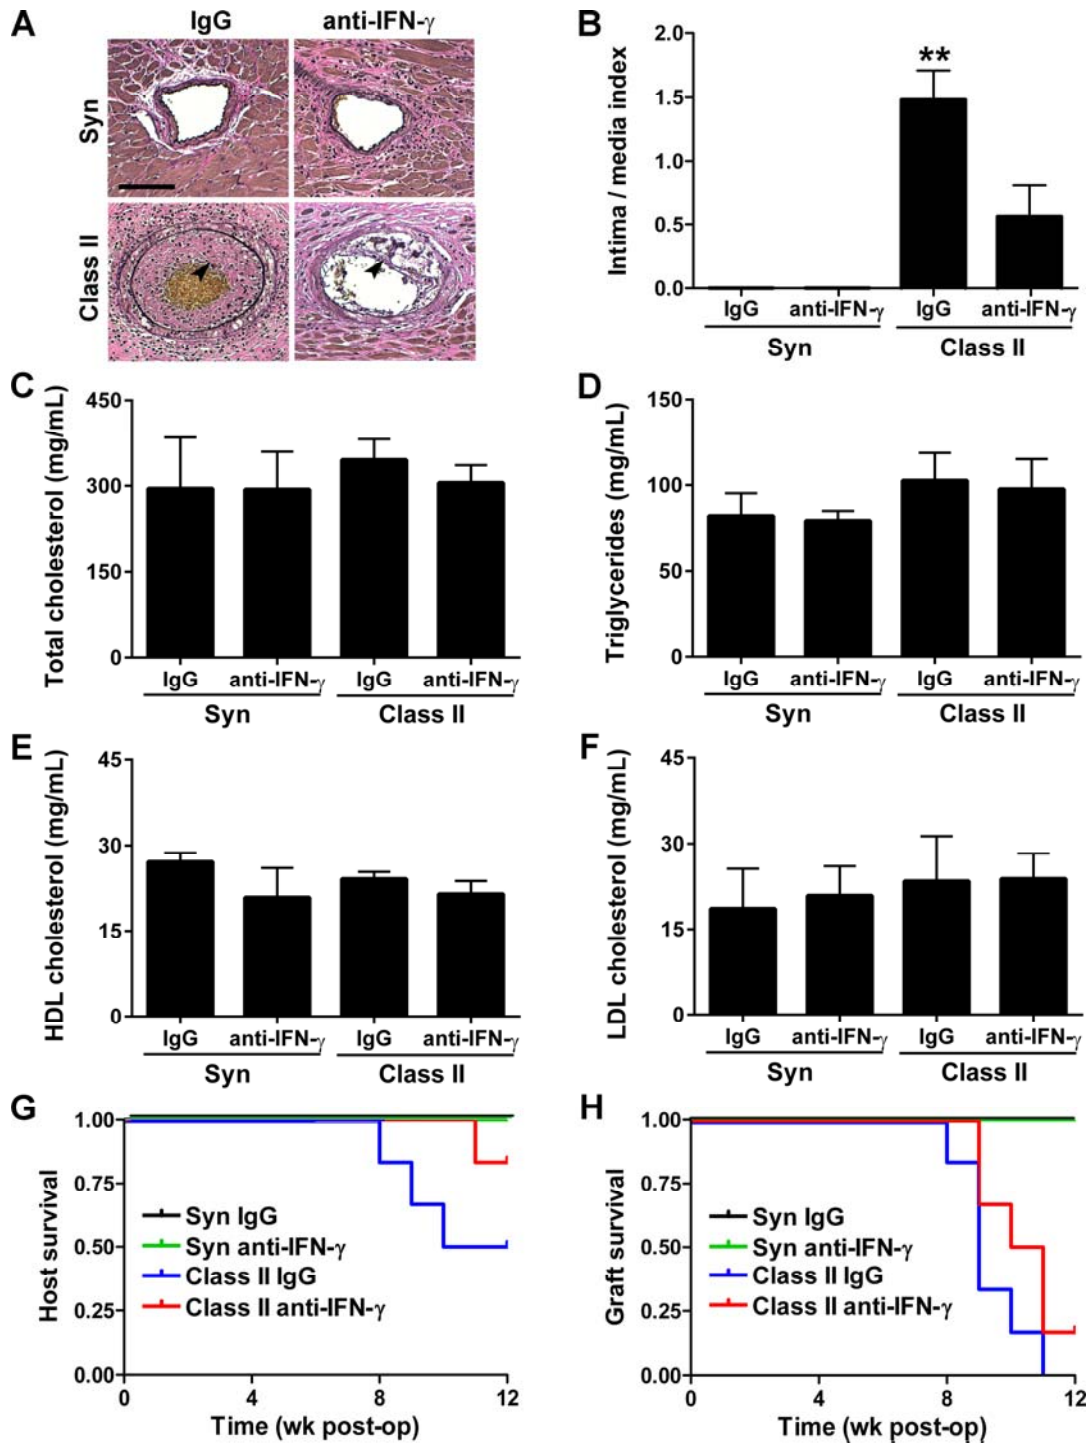 A
IgG
anti-IFN-γ
Syn
Class II
B
Intima / media index
2.0
1.5
1.0
0.5
0.0
**
IgG
anti-IFN-γ
IgG
anti-IFN-γ
Syn
Class II
C
Total cholesterol (mg/mL)
450
300
150
0
IgG
anti-IFN-γ
IgG
anti-IFN-γ
Syn
Class II
D
Triglycerides (mg/mL)
150
100
50
0
IgG
anti-IFN-γ
IgG
anti-IFN-γ
Syn
Class II
E
HDL cholesterol (mg/mL)
45
30
15
0
IgG
anti-IFN-γ
IgG
anti-IFN-γ
Syn
Class II
F
LDL cholesterol (mg/mL)
45
30
15
0
IgG
anti-IFN-γ
IgG
anti-IFN-γ
Syn
Class II
G
Host survival
1.00
0.75
0.50
0.25
0.00
Syn IgG
Syn anti-IFN-γ
Class II IgG
Class II anti-IFN-γ
0
4
8
12
Time (wk post-op)
H
Graft survival
1.00
0.75
0.50
0.25
0.00
Syn IgG
Syn anti-IFN-γ
Class II IgG
Class II anti-IFN-γ
0
4
8
12
Time (wk post-op)